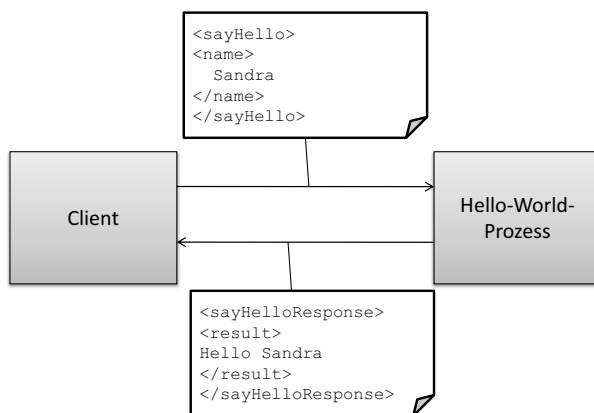 <sayHello>
<name>
  Sandra
</name>
</sayHello>
Client
Hello-World-
Prozess
<sayHelloResponse>
<result>
Hello Sandra
</result>
</sayHelloResponse>